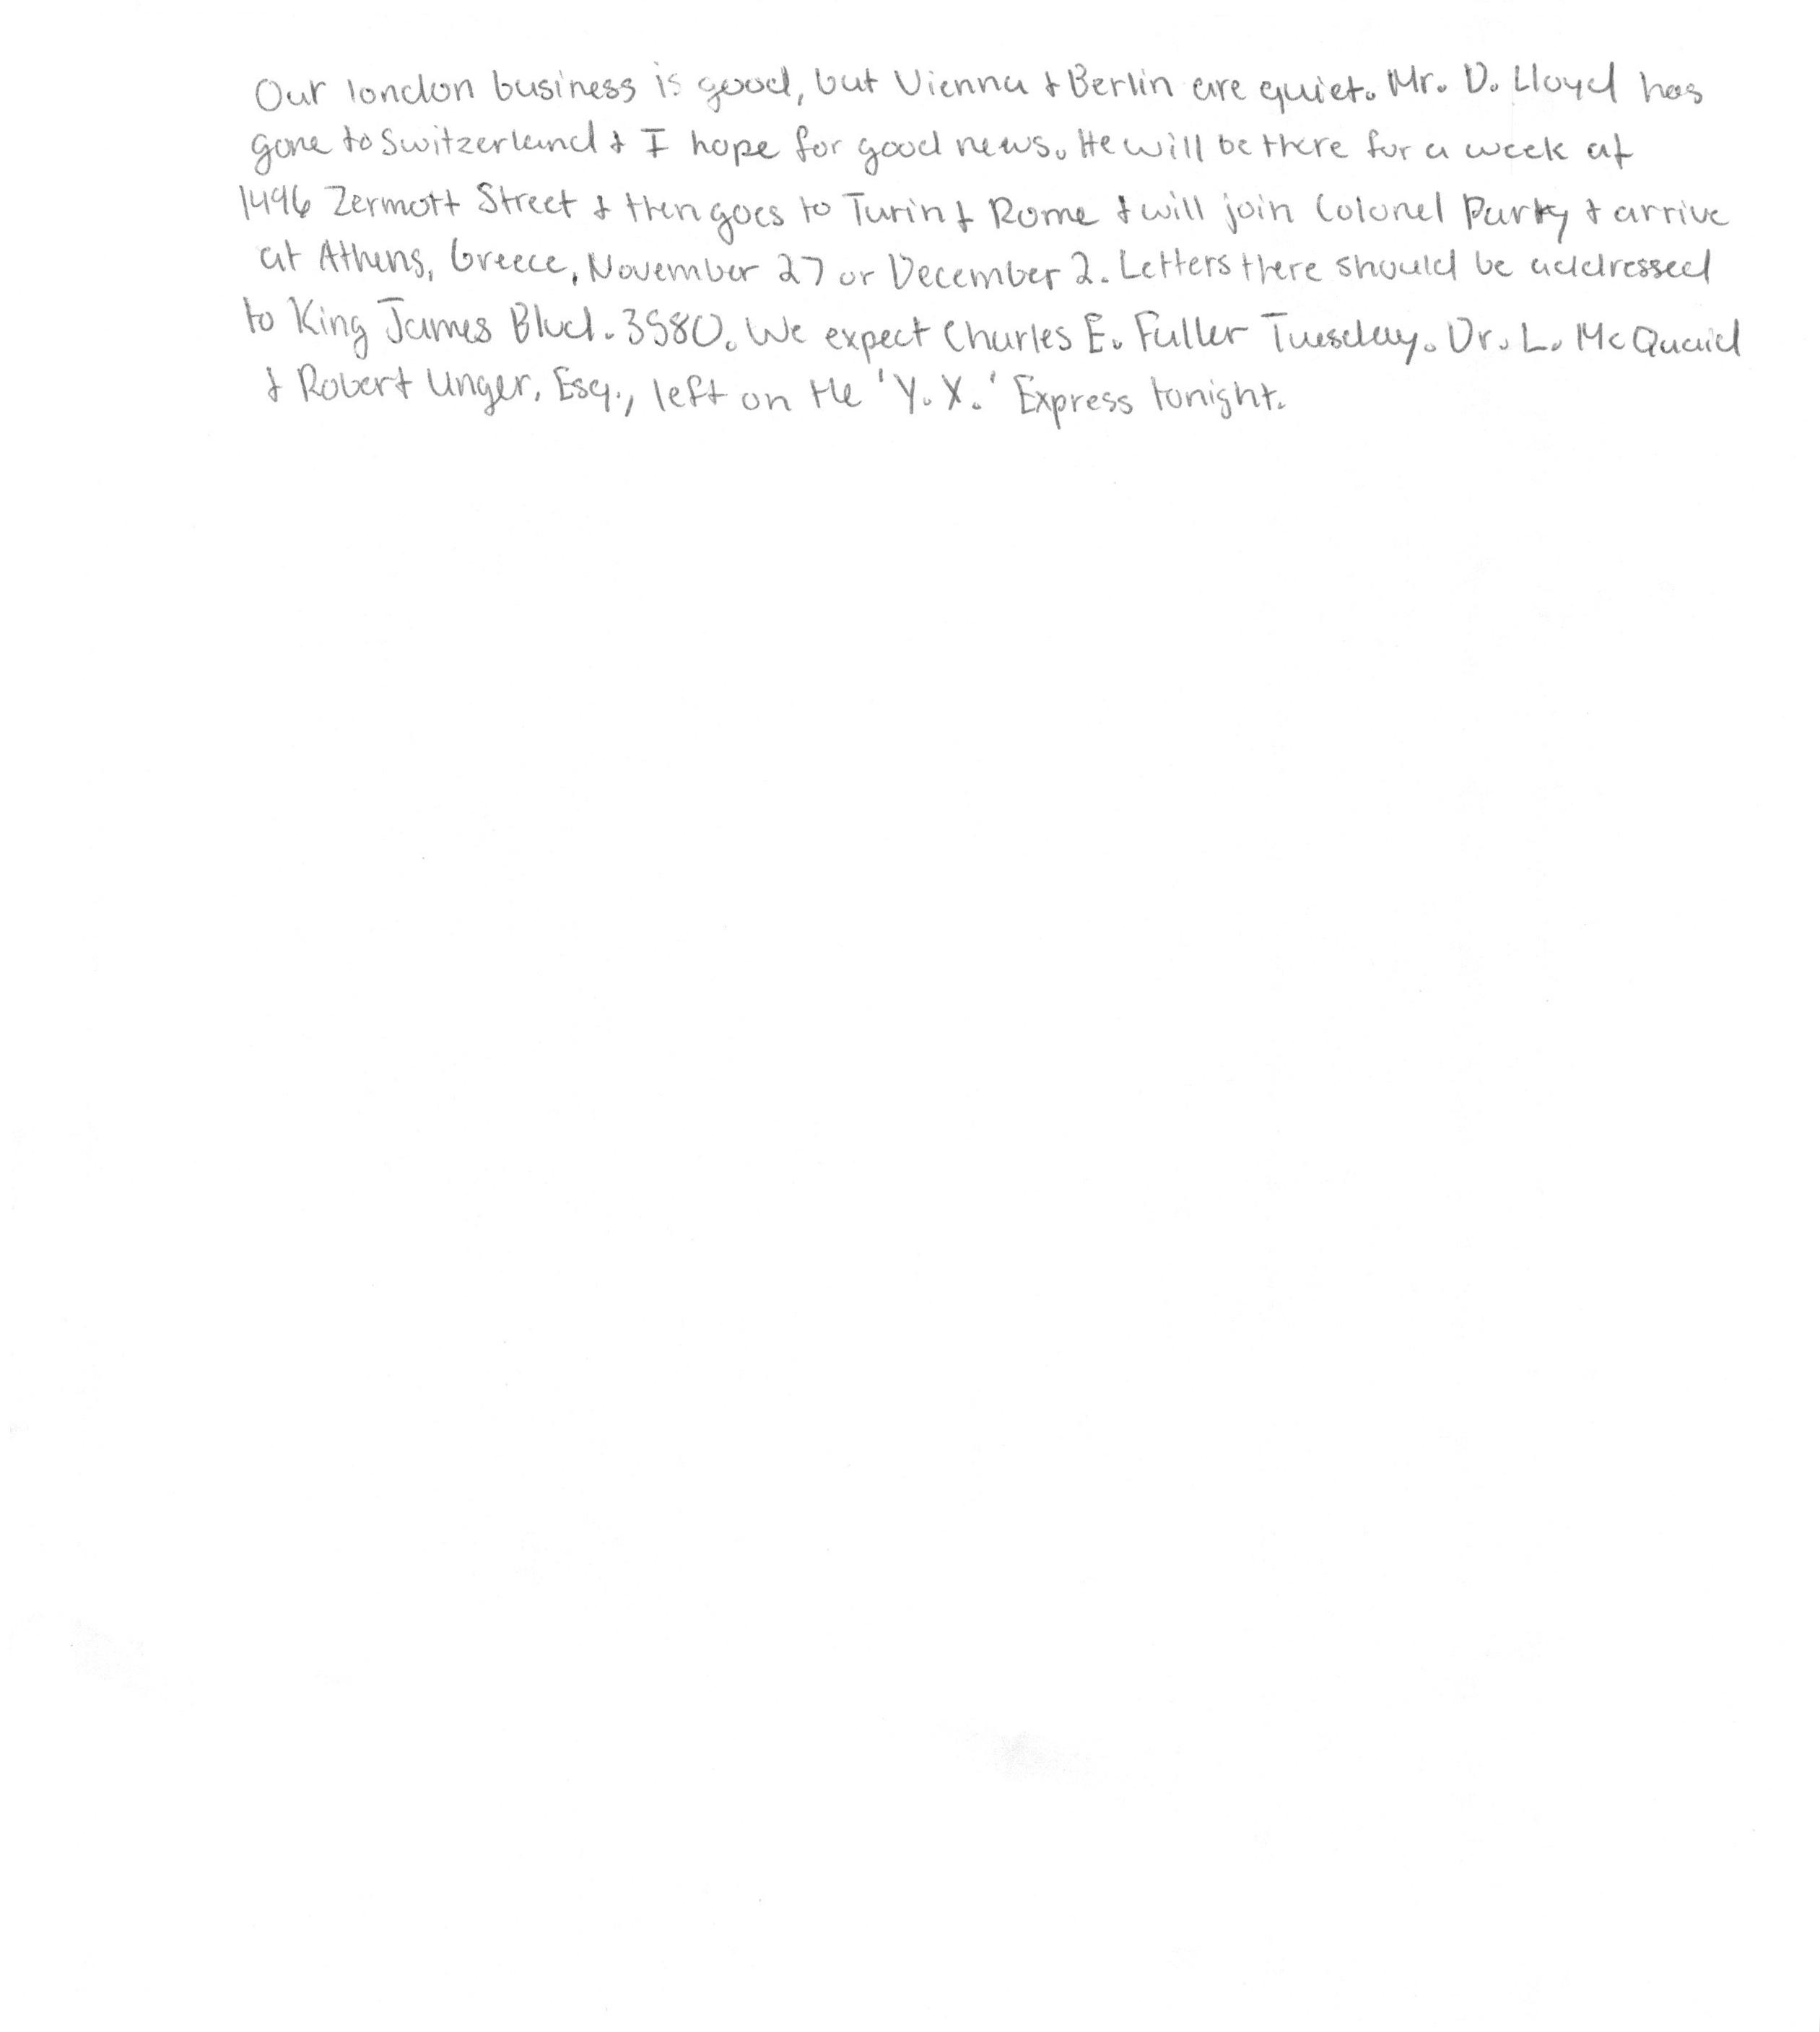 Our london business is good, but Vienna & Berlin are quiet. Mr. D. Lloyd has
gone to Switzerland & I hope for good news. He will be there for a week at
1496 Zermott Street & then goes to Turin & Rome & will join Colonel Parky & arrive
at Athens, Greece, November 27 or December 2. Letters there should be addressed
to King James Blvd. 3580. We expect Charles E. Fuller Tuesday. Dr. L. McQuaid
& Robert Unger, Esq., left on the 'Y.X.' Express tonight.